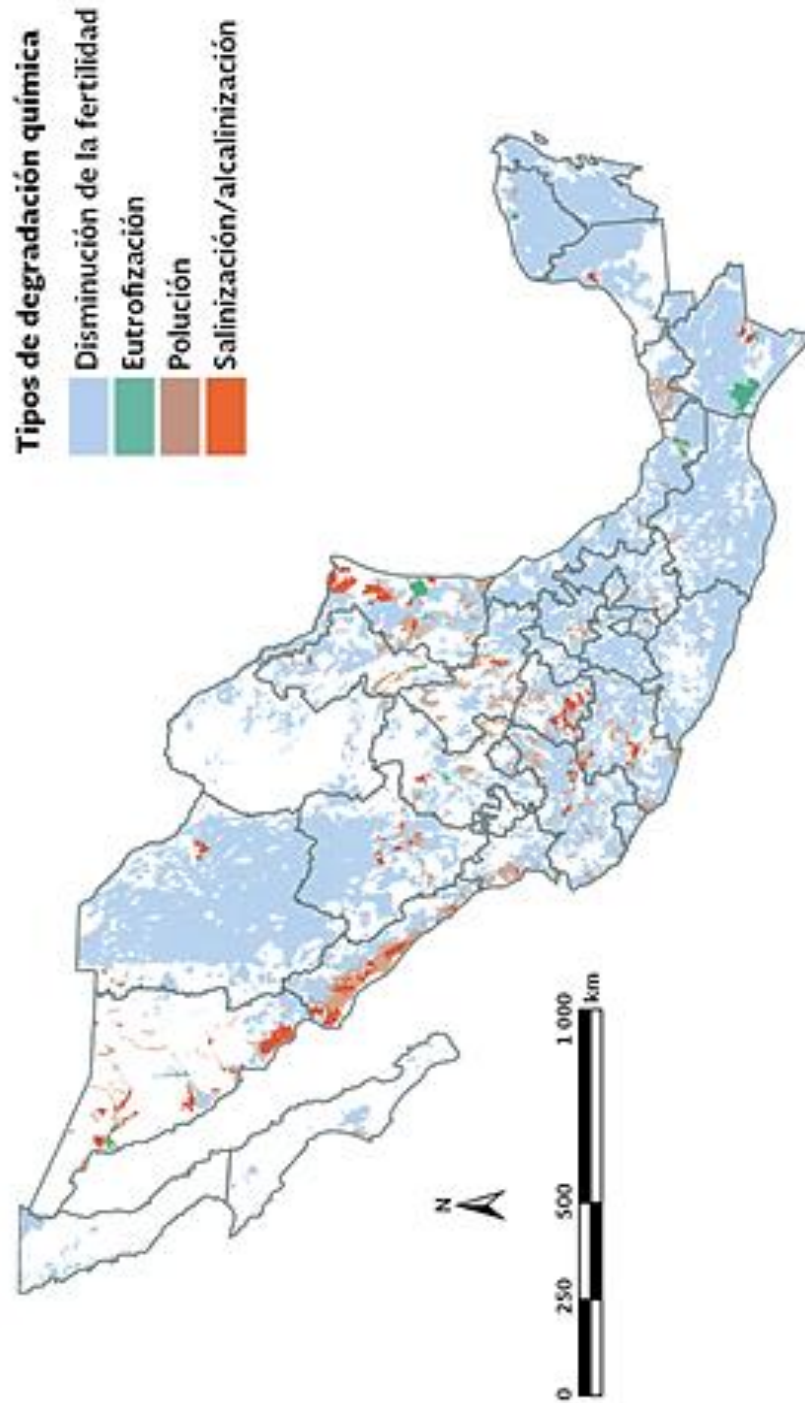 Tipos de degradación química
Disminución de la fertilidad
Eutrofización
Polución
Salinización/alcalinización
N
0 250 500 1 000
km